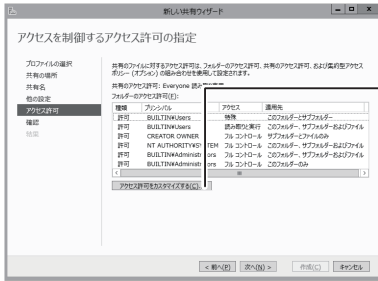 新しい共有ウィザード
アクセスを制御するアクセス許可の指定
プロファイルの選択
共有の場所
共有名
他の設定
アクセス許可
確認
結果
共有のファイルに対するアクセス許可は、フォルダーのアクセス許可、共有のアクセス許可、および集約型アクセス
ポリシー (オプション) の組み合わせを使用して設定されます。
共有のアクセス許可: Everyone 読み
フォルダーのアクセス許可(F):
種類 プリンシパル アクセス 適用先
許可 BUILTIN¥Users 特殊 このフォルダーとサブフォルダー
許可 BUILTIN¥Users 読み取りと実行 このフォルダー、サブフォルダーおよびファイル
許可 CREATOR OWNER フル コントロール サブフォルダーとファイルのみ
許可 NT AUTHORITY¥S TEM フル コントロール このフォルダー、サブフォルダーおよびファイル
許可 BUILTIN¥Administr ors フル コントロール このフォルダー、サブフォルダーおよびファイル
許可 BUILTIN¥Administr ors フル コントロール このフォルダーのみ
アクセス許可をカスタマイズする(C)
< 前へ(P) 次へ(N) > 作成(C) キャンセル